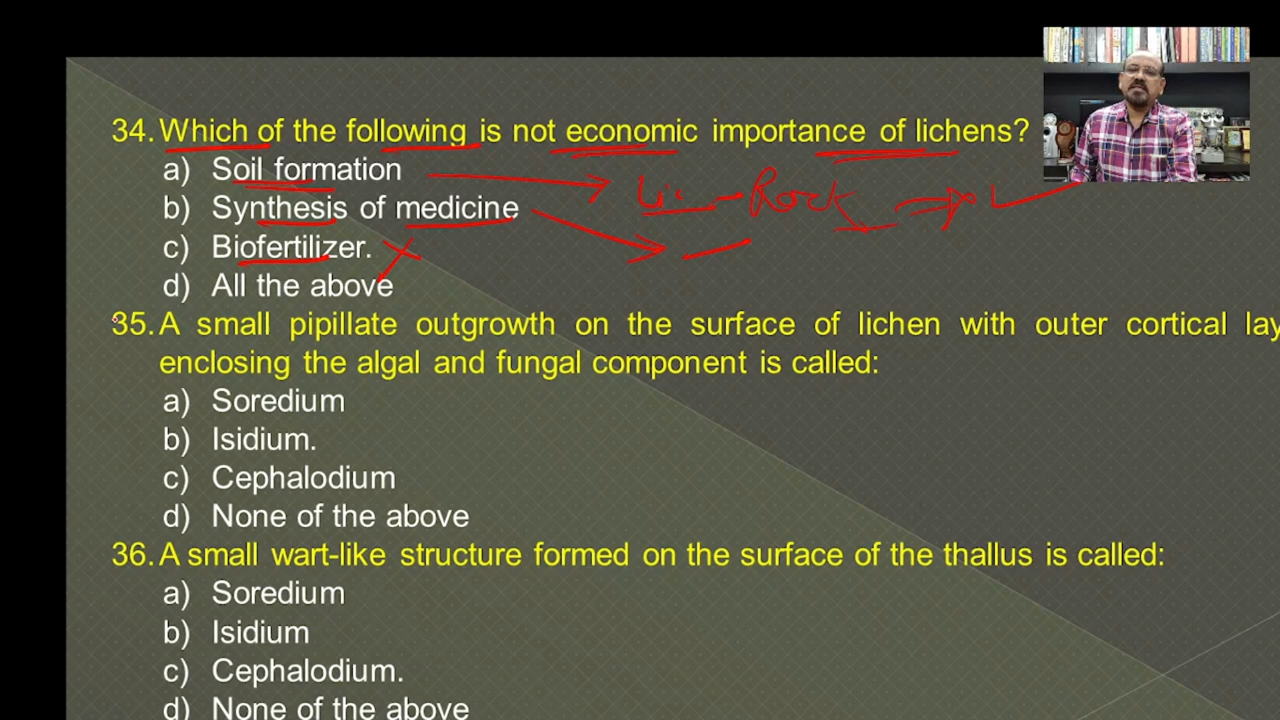 34. Which of the following is not economic importance of lichens?
a) Soil formation
Lic - Rock
b) Synthesis of medicine
c) Biofertilizer.
d) All the above
35. A small pipillate outgrowth on the surface of lichen with outer cortical lay
enclosing the algal and fungal component is called:
a) Soredium
b) Isidium.
c) Cephalodium
d) None of the above
36. A small wart-like structure formed on the surface of the thallus is called:
a) Soredium
b) Isidium
c) Cephalodium.
d) None of the above